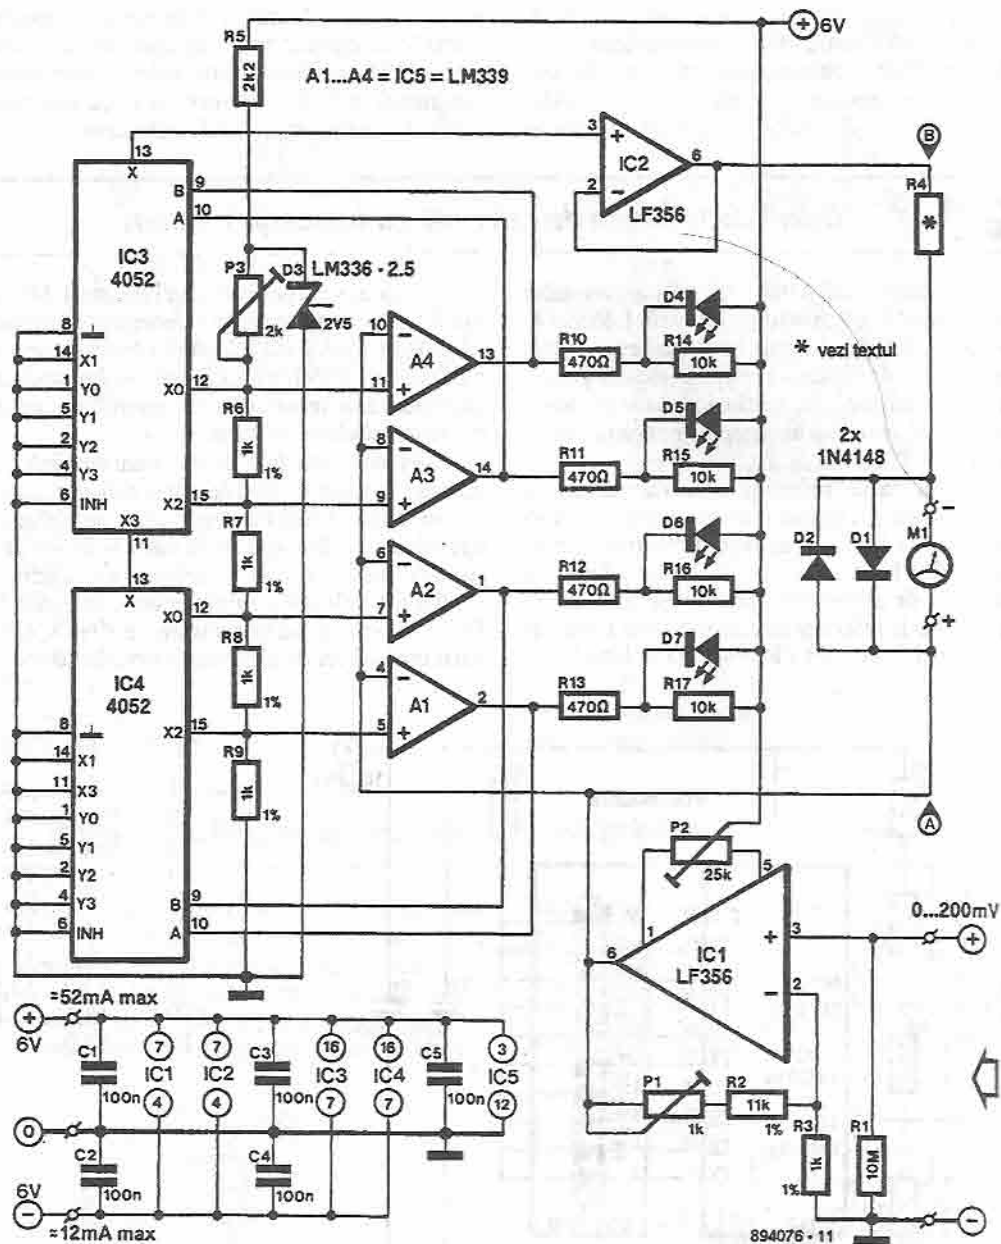 R5
2k2
A1...A4 = IC5 = LM339
+ 6V
13
X
3
+
IC2
6
2
−
LF356
B
R4
*
B 9
A 10
IC3
4052
P3
2k
D3
LM336 - 2.5
2V5
D4
R10
470Ω
R14
10k
* vezi textul
8
14 X1
1 Y0
5 Y1
2 Y2
4 Y3
6 INH
X0 12
X2 15
X3
11
10 −
A4
13
11 +
R6
1k
1%
8 −
A3
14
9 +
D5
R11
470Ω
R15
10k
2x
1N4148
R7
1k
1%
6 −
A2
1
7 +
D6
R12
470Ω
R16
10k
D2
D1
−
M1
+
13
X
X0 12
IC4
4052
R8
1k
1%
4 −
A1
2
5 +
D7
R13
470Ω
R17
10k
8
14 X1
11 X3
1 Y0
5 Y1
2 Y2
4 Y3
6 INH
X2 15
B 9
A 10
R9
1k
1%
A
P2
25k
5
1
6
IC1
LF356
+ 3
− 2
0...200mV
+
≈52mA max
+
6V
C1
100n
7
IC1
4
7
IC2
4
C3
100n
16
IC3
7
16
IC4
7
C5
100n
3
IC5
12
0
C2
100n
C4
100n
6V
−
≈12mA max
P1
1k
R2
11k
1%
R3
1k
1%
R1
10M
−
894076 - 11